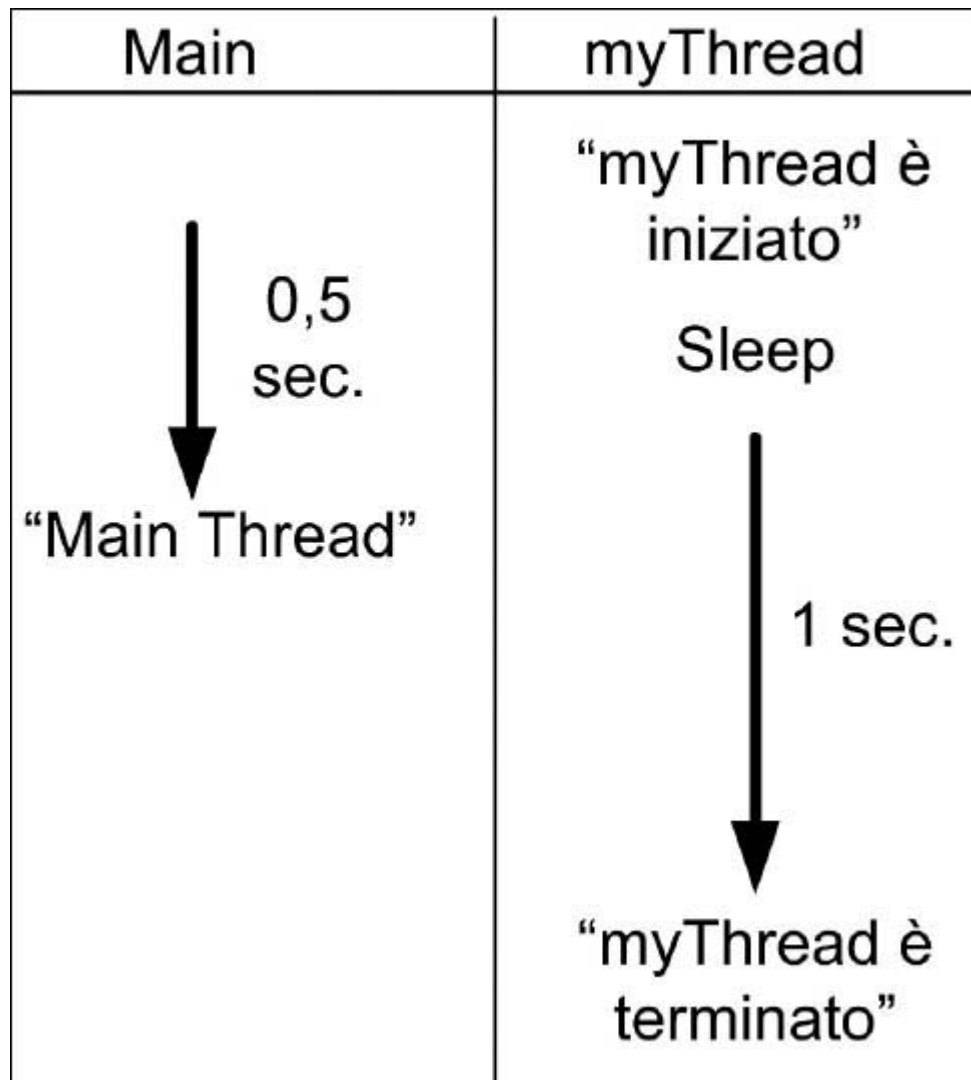 Main
myThread
0,5
sec.
“Main Thread”
“myThread è
iniziato”
Sleep
1 sec.
“myThread è
terminato”